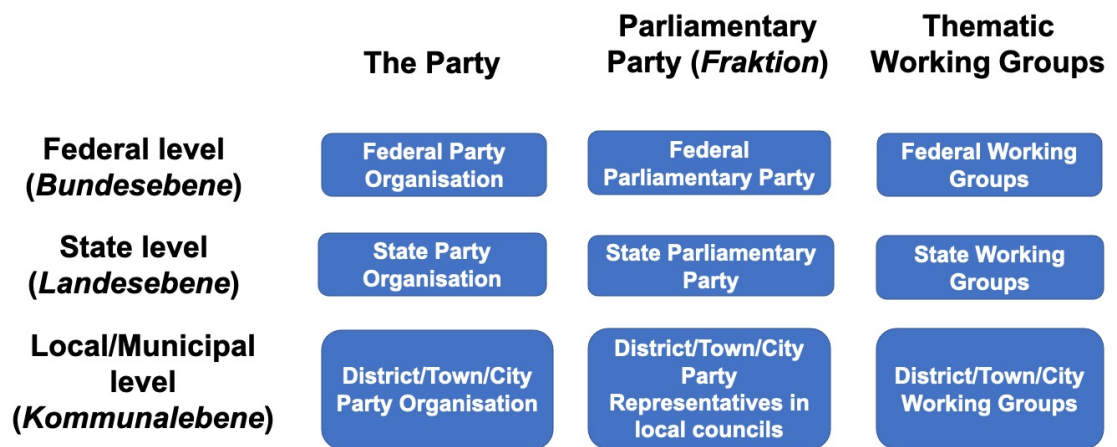 The Party
Parliamentary
Party (Fraktion)
Thematic
Working Groups
Federal level
(Bundesebene)
Federal Party
Organisation
Federal
Parliamentary Party
Federal Working
Groups
State level
(Landesebene)
State Party
Organisation
State Parliamentary
Party
State Working
Groups
Local/Municipal
level
(Kommunalebene)
District/Town/City
Party Organisation
District/Town/City
Party
Representatives in
local councils
District/Town/City
Working Groups